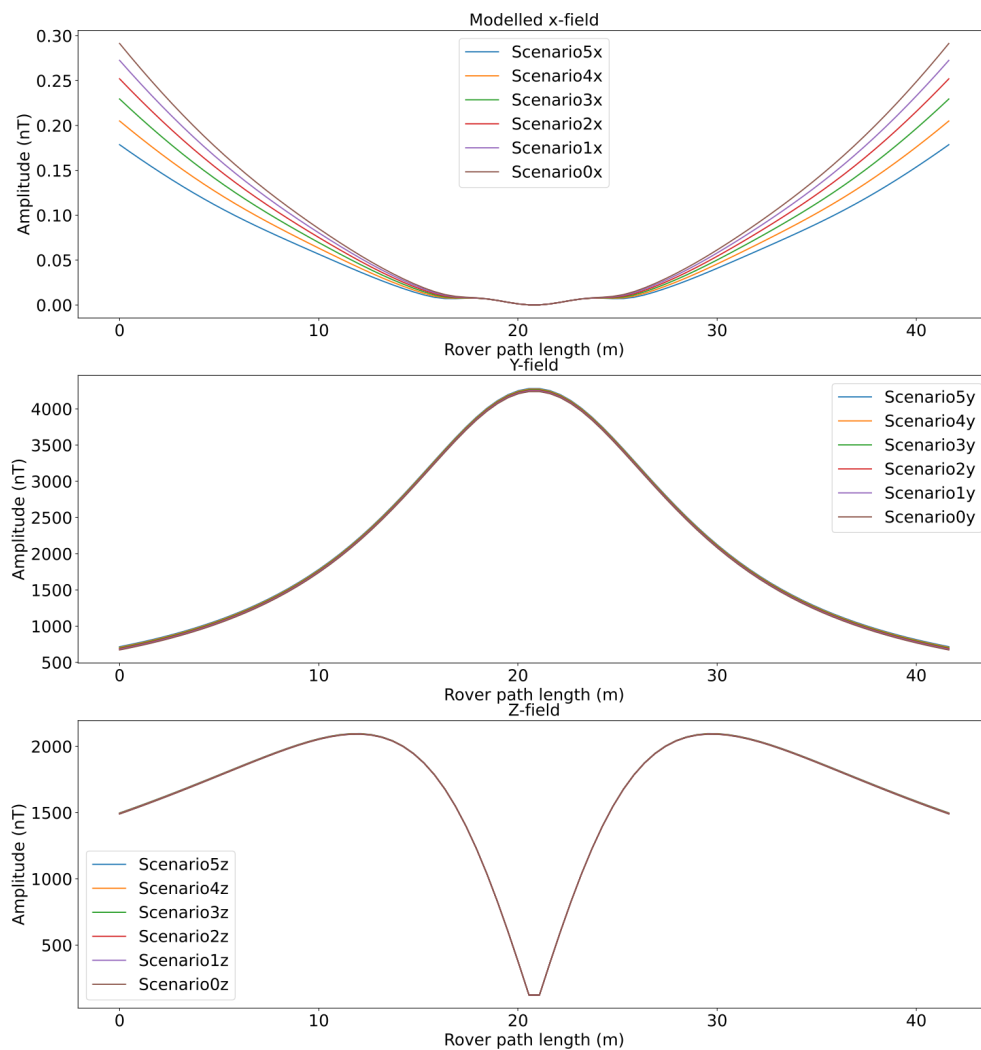 Modelled x-field
0.30
0.25
0.20
0.15
0.10
0.05
0.00
Amplitude (nT)
Scenario5x
Scenario4x
Scenario3x
Scenario2x
Scenario1x
Scenario0x
0 10 20 30 40
Rover path length (m)
Y-field
4000
3500
3000
2500
2000
1500
1000
500
Amplitude (nT)
Scenario5y
Scenario4y
Scenario3y
Scenario2y
Scenario1y
Scenario0y
0 10 20 30 40
Rover path length (m)
Z-field
2000
1500
1000
500
Amplitude (nT)
Scenario5z
Scenario4z
Scenario3z
Scenario2z
Scenario1z
Scenario0z
0 10 20 30 40
Rover path length (m)